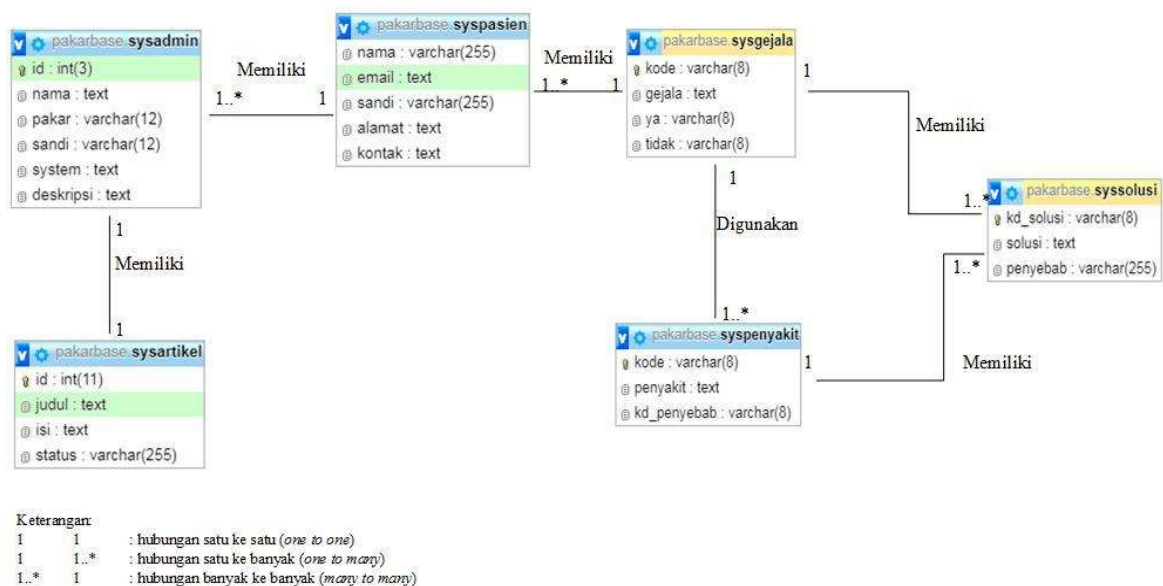 pakarbase.sysadmin
id : int(3)
nama : text
pakar : varchar(12)
sandi : varchar(12)
system : text
deskripsi : text
Memiliki
1..*
1
pakarbase.syspasien
nama : varchar(255)
email : text
sandi : varchar(255)
alamat : text
kontak : text
Memiliki
1..*
1
pakarbase.sysgejala
kode : varchar(8)
gejala : text
ya : varchar(8)
tidak : varchar(8)
1
Memiliki
1..*
pakarbase.syssolusi
kd_solusi : varchar(8)
solusi : text
penyebab : varchar(255)
1
Memiliki
1
pakarbase.sysartikel
id : int(11)
judul : text
isi : text
status : varchar(255)
1
Digunakan
1..*
pakarbase.syspenyakit
kode : varchar(8)
penyakit : text
kd_penyebab : varchar(8)
1
Memiliki
1..*
Keterangan:
1 1 : hubungan satu ke satu (one to one)
1 1..* : hubungan satu ke banyak (one to many)
1..* 1 : hubungan banyak ke banyak (many to many)